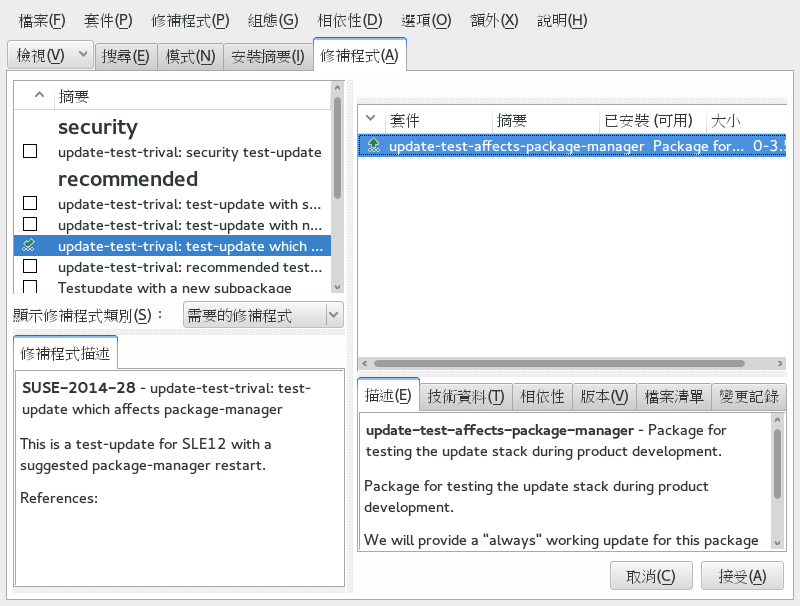 檔案(F) 套件(P) 修補程式(P) 組態(G) 相依性(D) 選項(O) 額外(X) 說明(H)
檢視(V) 搜尋(E) 模式(N) 安裝摘要(I) 修補程式(A)
摘要
security
update-test-trival: security test-update
recommended
update-test-trival: test-update with s...
update-test-trival: test-update with n...
update-test-trival: test-update which ...
update-test-trival: recommended test...
Testupdate with a new subpackage
顯示修補程式類別(S)： 需要的修補程式
修補程式描述
SUSE-2014-28 - update-test-trival: test-
update which affects package-manager
This is a test-update for SLE12 with a
suggested package-manager restart.
References:
套件 摘要 已安裝 (可用) 大小
update-test-affects-package-manager Package for... 0-3.
描述(E) 技術資料(T) 相依性 版本(V) 檔案清單 變更記錄
update-test-affects-package-manager - Package for
testing the update stack during product development.
Package for testing the update stack during product
development.
We will provide a "always" working update for this package
取消(C) 接受(A)